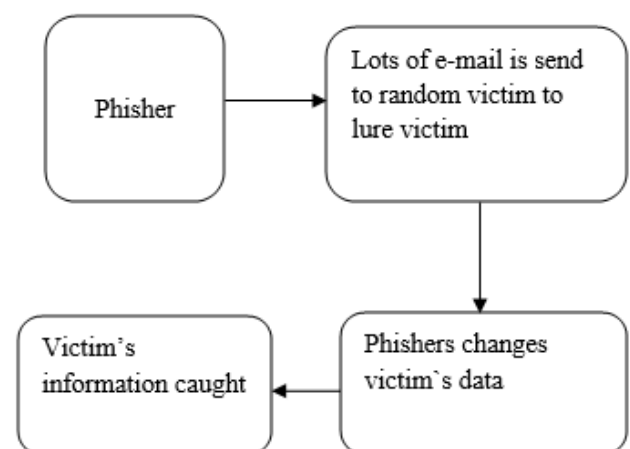 Phisher
Lots of e-mail is send
to random victim to
lure victim
Phishers changes
victim`s data
Victim’s
information caught